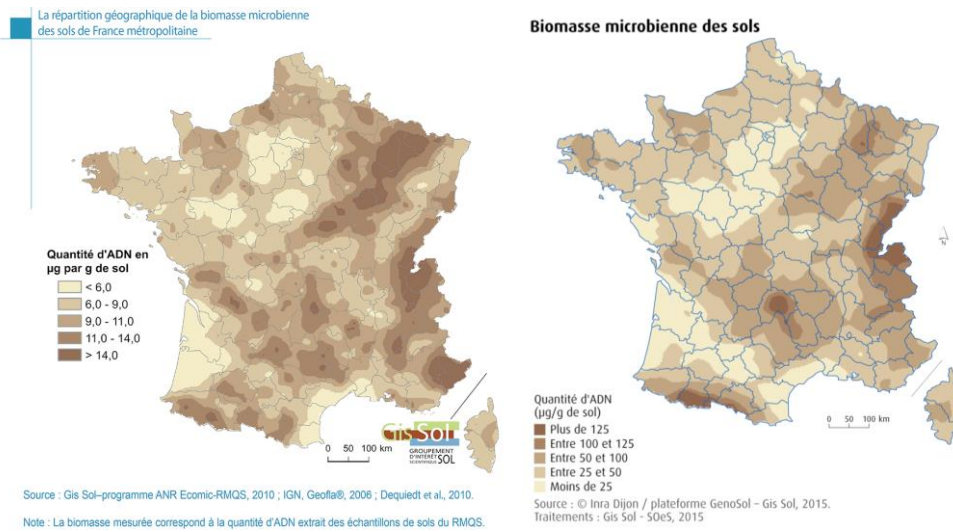 La répartition géographique de la biomasse microbienne
des sols de France métropolitaine
Quantité d'ADN en
µg par g de sol
< 6,0
6,0 - 9,0
9,0 - 11,0
11,0 - 14,0
> 14,0
Gis Sol
GROUPEMENT
D'INTÉRÊT
SCIENTIFIQUE SOL
0 50 100 km
Source : Gis Sol–programme ANR Ecomic-RMQS, 2010 ; IGN, Geofla®, 2006 ; Dequiedt et al., 2010.
Note : La biomasse mesurée correspond à la quantité d'ADN extrait des échantillons de sols du RMQS.
Biomasse microbienne des sols
N
Quantité d'ADN
(µg/g de sol)
Plus de 125
Entre 100 et 125
Entre 50 et 100
Entre 25 et 50
Moins de 25
0 50 100 km
Source : © Inra Dijon / plateforme GenoSol – Gis Sol, 2015.
Traitements : Gis Sol - SOeS, 2015